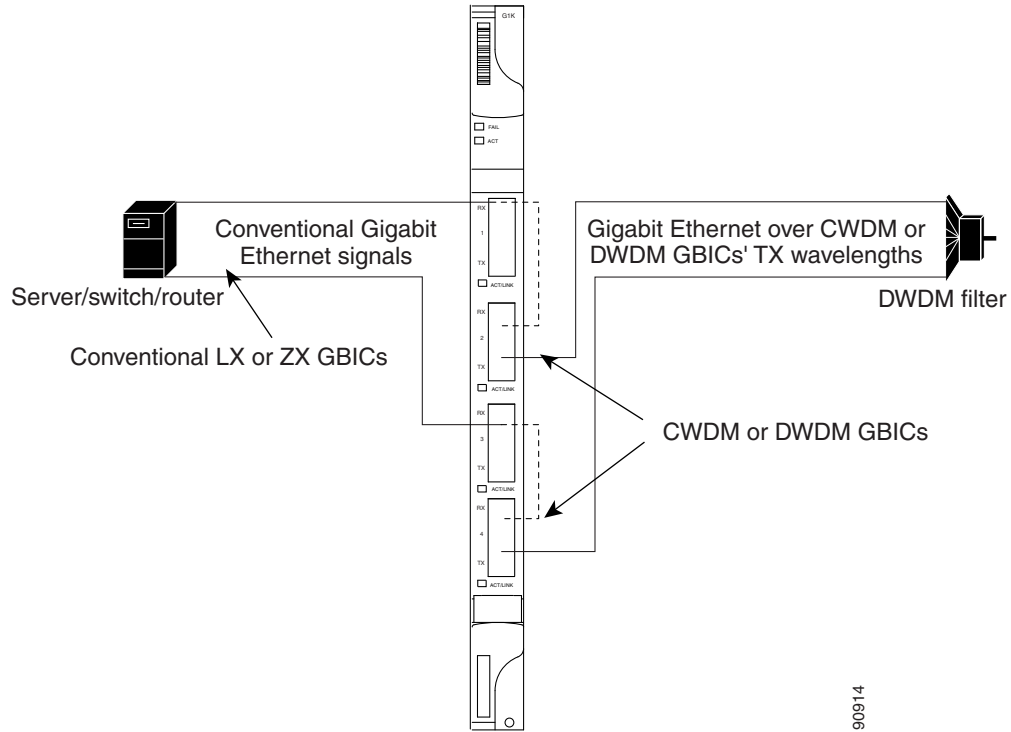 G1K
FAIL
ACT
RX
1
TX
ACT/LINK
RX
2
TX
ACT/LINK
RX
3
TX
ACT/LINK
RX
4
TX
ACT/LINK
Conventional Gigabit
Ethernet signals
Server/switch/router
Conventional LX or ZX GBICs
Gigabit Ethernet over CWDM or
DWDM GBICs' TX wavelengths
DWDM filter
CWDM or DWDM GBICs
90914